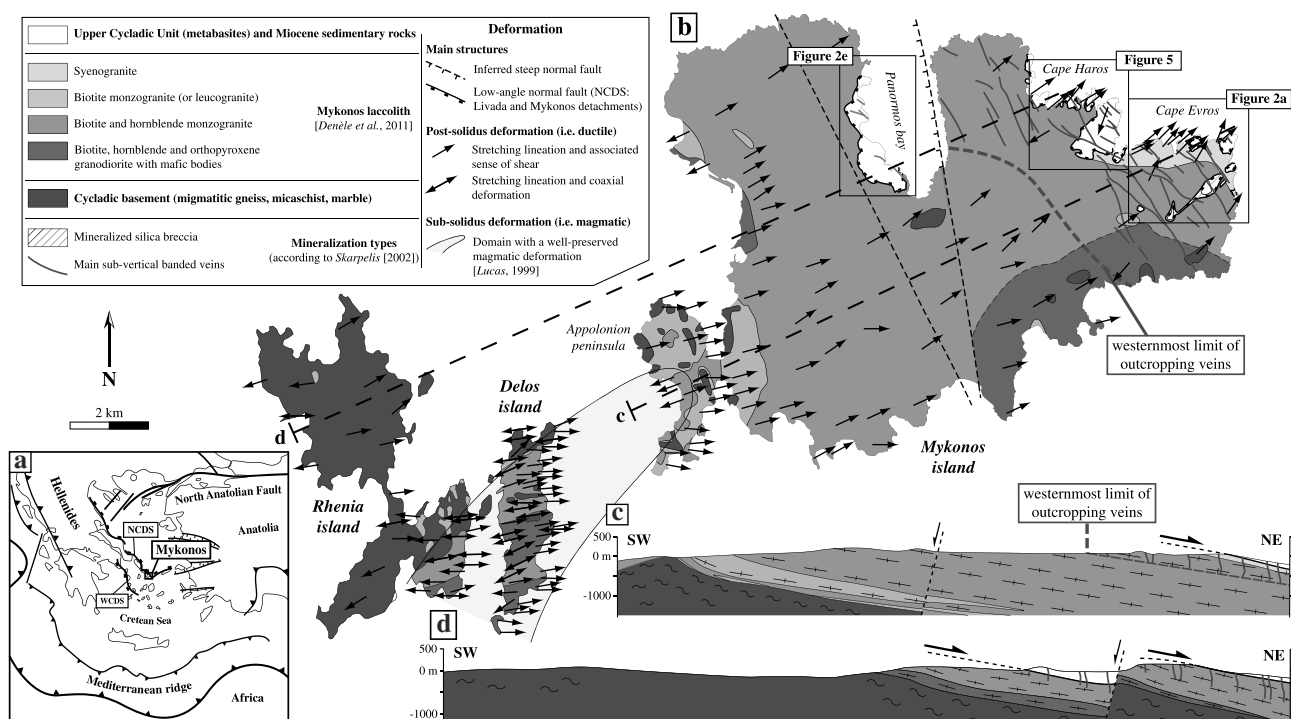 Upper Cycladic Unit (metabasites) and Miocene sedimentary rocks
Syenogranite
Biotite monzogranite (or leucogranite)
Biotite and hornblende monzogranite
Biotite, hornblende and orthopyroxene
granodiorite with mafic bodies
Mykonos laccolith
[Denèle et al., 2011]
Cycladic basement (migmatitic gneiss, micaschist, marble)
Mineralized silica breccia
Main sub-vertical banded veins
Mineralization types
(according to Skarpelis [2002])
Deformation
Main structures
Inferred steep normal fault
Low-angle normal fault (NCDS:
Livada and Mykonos detachments)
Post-solidus deformation (i.e. ductile)
Stretching lineation and associated
sense of shear
Stretching lineation and coaxial
deformation
Sub-solidus deformation (i.e. magmatic)
Domain with a well-preserved
magmatic deformation
[Lucas, 1999]
b
Figure 2e
Panormos bay
Cape Haros
Figure 5
Cape Evros
Figure 2a
westernmost limit of
outcropping veins
Appolonion
peninsula
N
2 km
d
c
Delos
island
Rhenia
island
Mykonos
island
a
Hellenides
North Anatolian Fault
NCDS
Anatolia
Mykonos
WCDS
Cretean Sea
Mediterranean ridge
Africa
westernmost limit of
outcropping veins
c
500
SW
NE
0 m
-1000
d
500
SW
NE
0 m
-1000